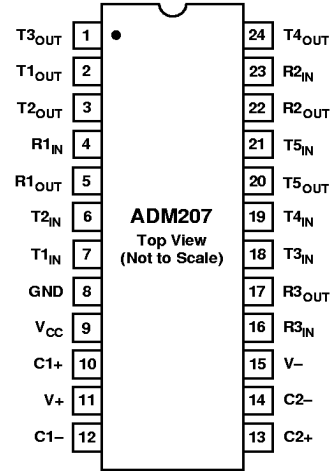 T3OUT 1 24 T4OUT
T1OUT 2 23 R2IN
T2OUT 3 22 R2OUT
R1IN 4 21 T5IN
R1OUT 5 20 T5OUT
T2IN 6 ADM207 19 T4IN
Top View
T1IN 7 (Not to Scale) 18 T3IN
GND 8 17 R3OUT
VCC 9 16 R3IN
C1+ 10 15 V–
V+ 11 14 C2–
C1– 12 13 C2+